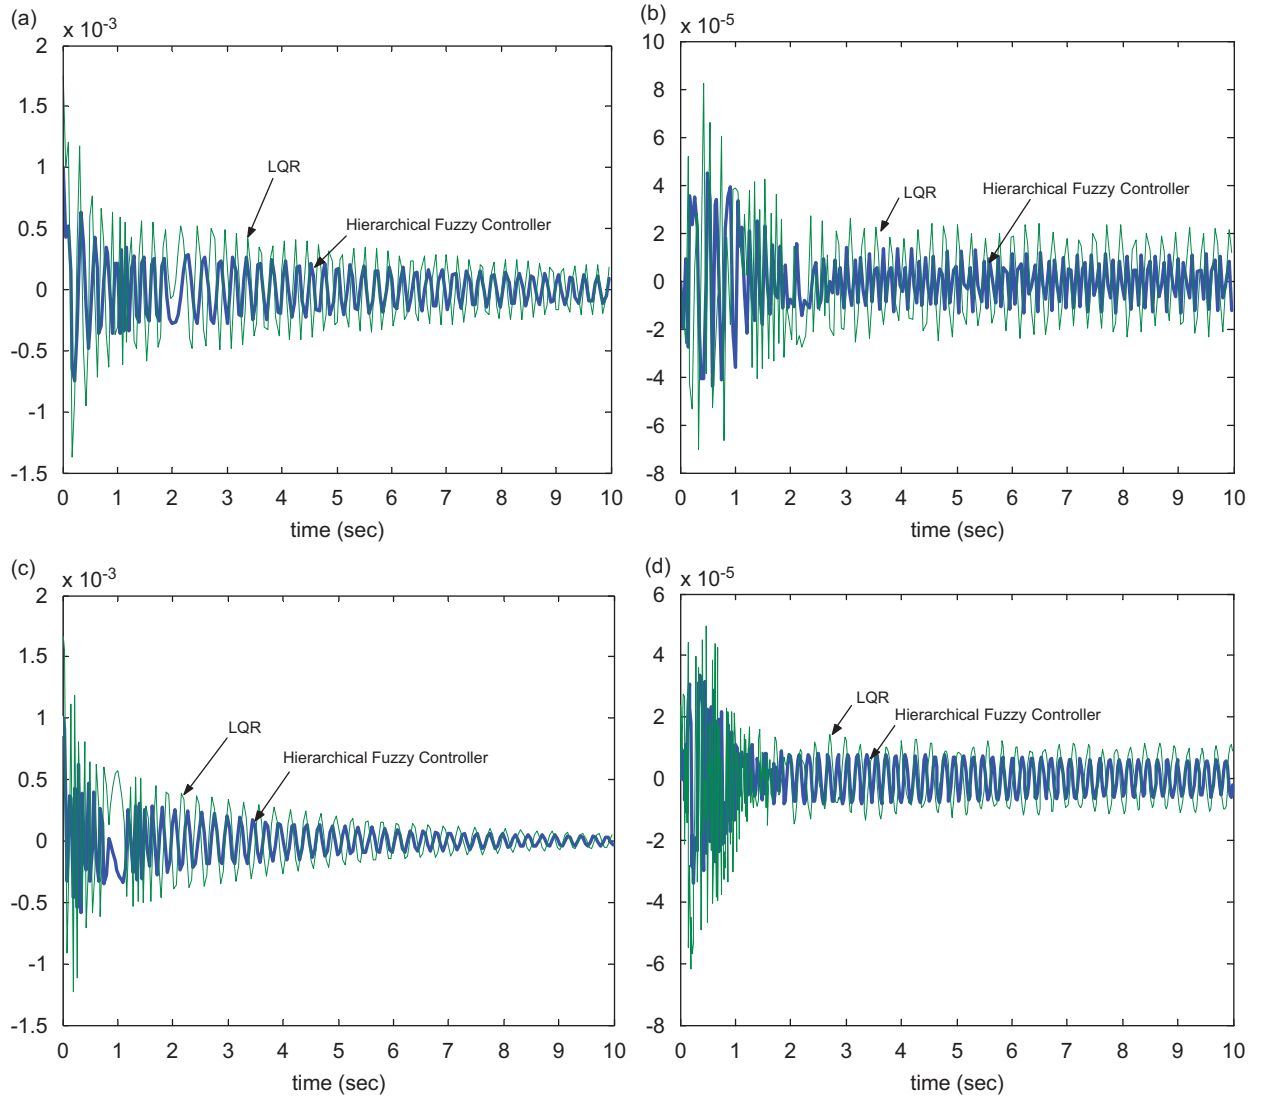 (a)
x 10-3
2
1.5
1
0.5
0
-0.5
-1
-1.5
LQR
Hierarchical Fuzzy Controller
0 1 2 3 4 5 6 7 8 9 10
time (sec)
(b)
x 10-5
10
8
6
4
2
0
-2
-4
-6
-8
LQR
Hierarchical Fuzzy Controller
0 1 2 3 4 5 6 7 8 9 10
time (sec)
(c)
x 10-3
2
1.5
1
0.5
0
-0.5
-1
-1.5
LQR
Hierarchical Fuzzy Controller
0 1 2 3 4 5 6 7 8 9 10
time (sec)
(d)
x 10-5
6
4
2
0
-2
-4
-6
-8
LQR
Hierarchical Fuzzy Controller
0 1 2 3 4 5 6 7 8 9 10
time (sec)